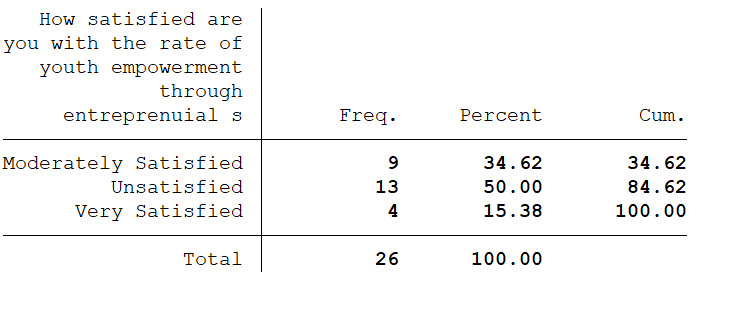 How satisfied are
you with the rate of
youth empowerment
through
entreprenuial s Freq. Percent Cum.
Moderately Satisfied 9 34.62 34.62
Unsatisfied 13 50.00 84.62
Very Satisfied 4 15.38 100.00
Total 26 100.00